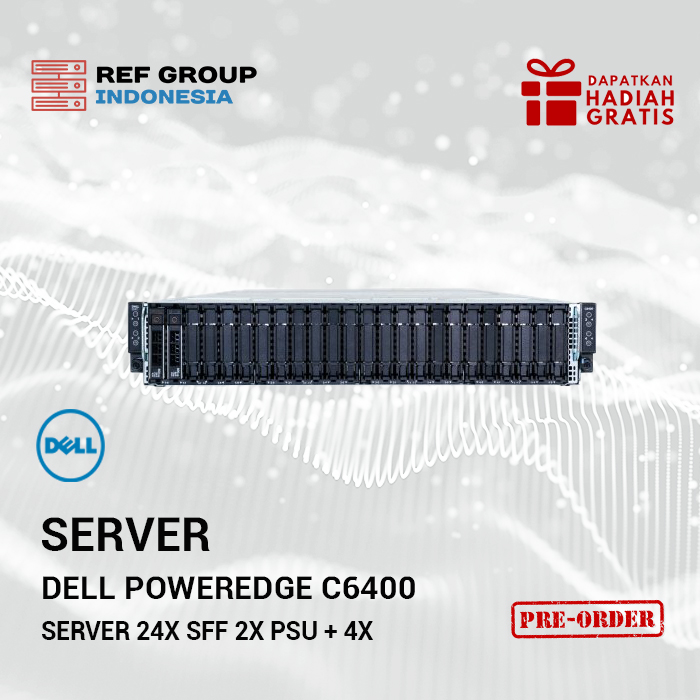 REF GROUP
INDONESIA
DAPATKAN
HADIAH
GRATIS
DELL
SERVER
DELL POWEREDGE C6400
SERVER 24X SFF 2X PSU + 4X
PRE-ORDER